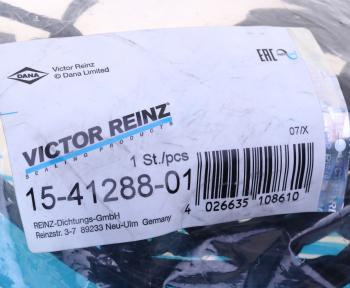 DANA
Victor Reinz
© Dana Limited
EAC
VICTOR REINZ®
SEALING PRODUCTS
07/X
1 St./pcs
15-41288-01
REINZ-Dichtungs-GmbH
Reinzstr. 3-7 89233 Neu-Ulm Germany
4 026635 108610